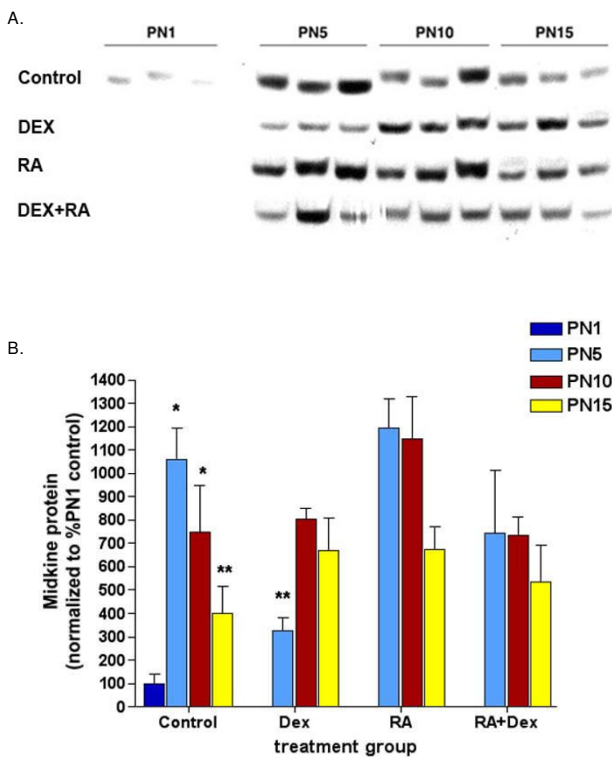 A.
PN1 PN5 PN10 PN15
Control
DEX
RA
DEX+RA
B.
PN1
PN5
PN10
PN15
Midkine protein
(normalized to %PN1 control)
1400
1300
1200
1100
1000
900
800
700
600
500
400
300
200
100
0
*
*
**
**
Control Dex RA RA+Dex
treatment group